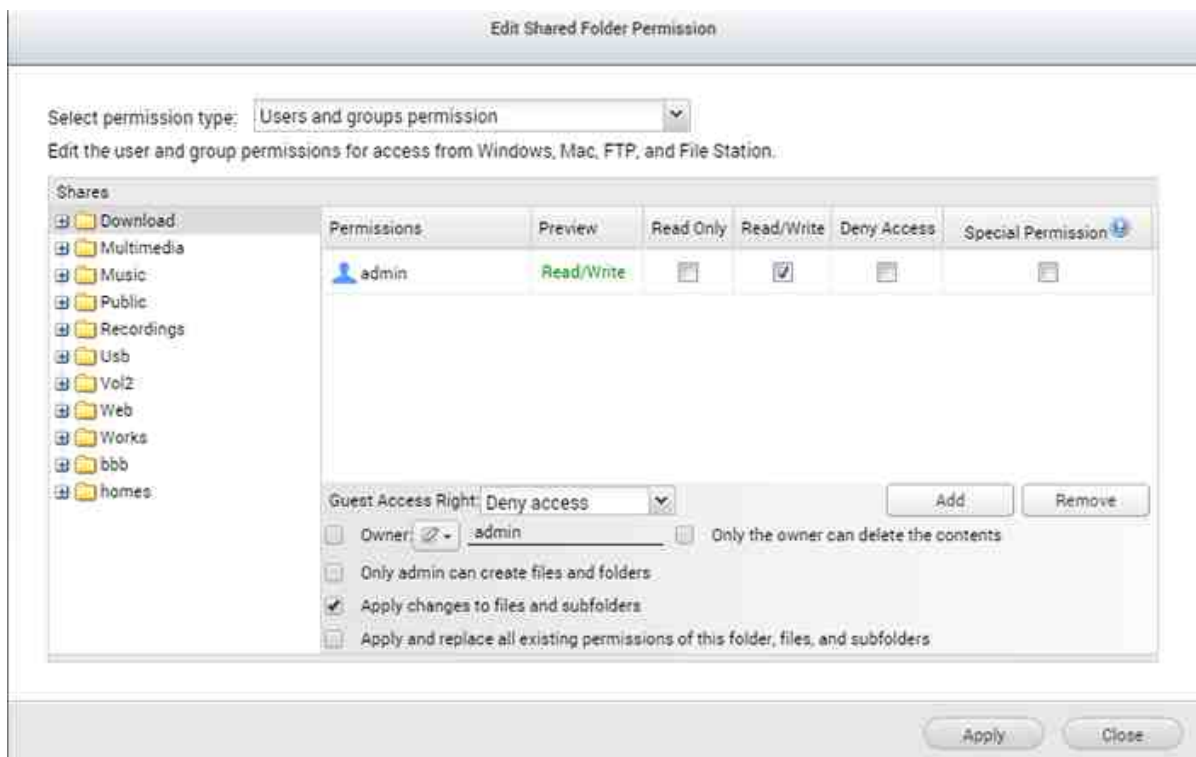 Edit Shared Folder Permission
Select permission type: Users and groups permission
Edit the user and group permissions for access from Windows, Mac, FTP, and File Station.
Shares
Download
Multimedia
Music
Public
Recordings
Usb
Vol2
Web
Works
bbb
homes
Permissions Preview Read Only Read/Write Deny Access Special Permission
admin Read/Write
Guest Access Right: Deny access Add Remove
Owner: admin Only the owner can delete the contents
Only admin can create files and folders
Apply changes to files and subfolders
Apply and replace all existing permissions of this folder, files, and subfolders
Apply Close